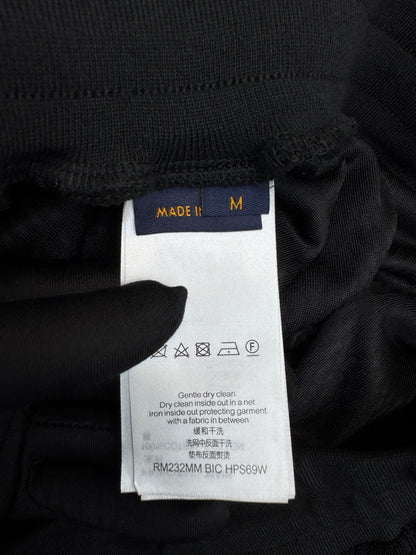 MADE I
M
F
Gentle dry clean
Dry clean inside out in a net
Iron inside out protecting garment
with a fabric in between
缓和干洗
洗网中反面干洗
垫布反面熨烫
RM232MM BIC HPS69W